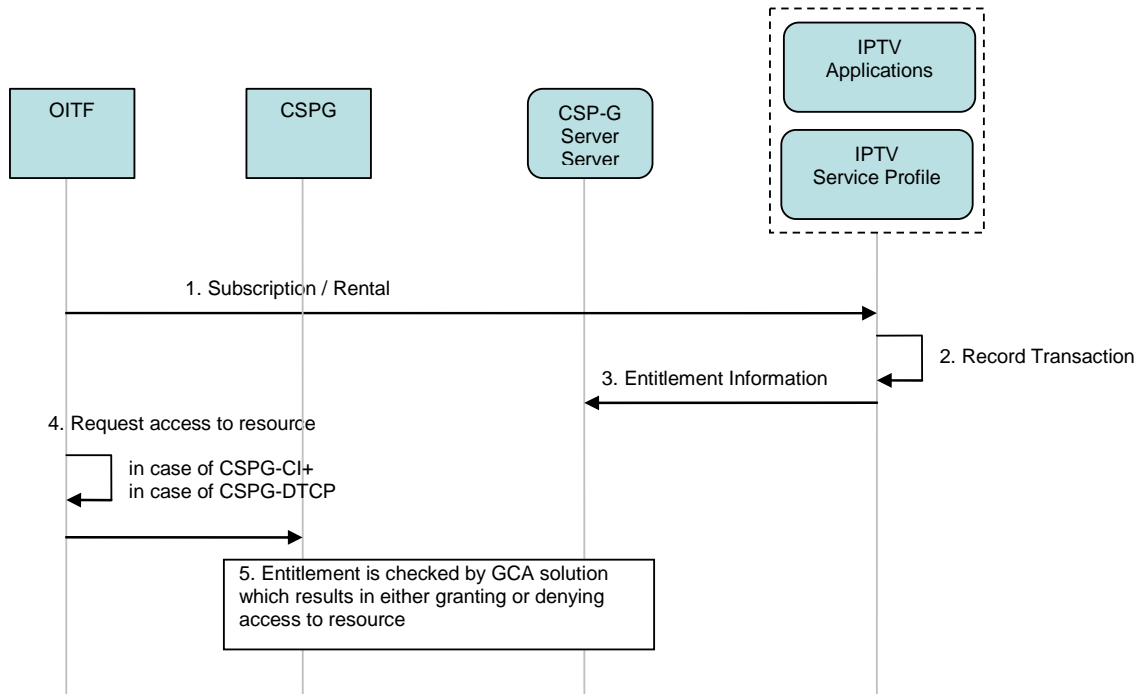 IPTV
Applications
OITF
CSPG
CSP-G
Server
Server
IPTV
Service Profile
1. Subscription / Rental
2. Record Transaction
3. Entitlement Information
4. Request access to resource
in case of CSPG-CI+
in case of CSPG-DTCP
5. Entitlement is checked by GCA solution
which results in either granting or denying
access to resource